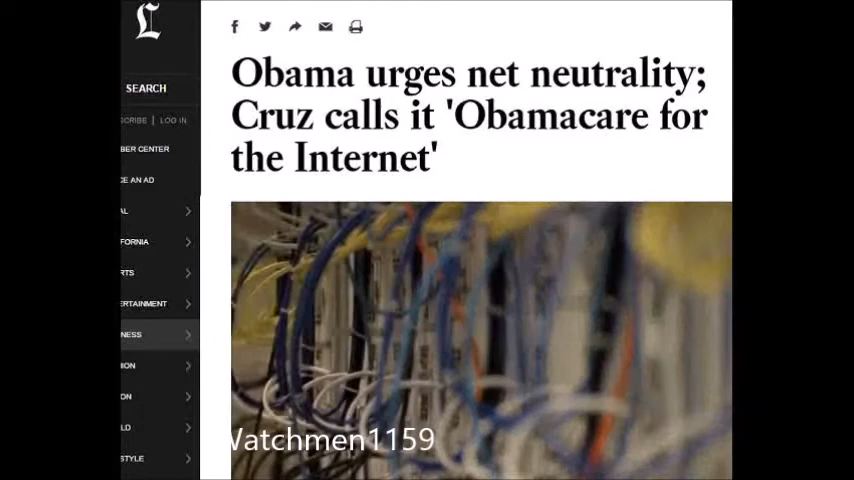 SEARCH
SCRIBE | LOG IN
BER CENTER
CE AN AD
AL
IFORNIA
RTS
ERTAINMENT
NESS
ION
ON
LD
STYLE
Obama urges net neutrality;
Cruz calls it 'Obamacare for
the Internet'
Watchmen1159